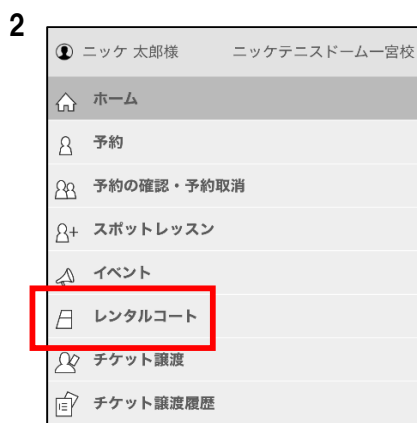 2
ニッケ 太郎様 ニッケテニスドーム一宮校
ホーム
予約
予約の確認・予約取消
スポットレッスン
イベント
レンタルコート
チケット譲渡
チケット譲渡履歴